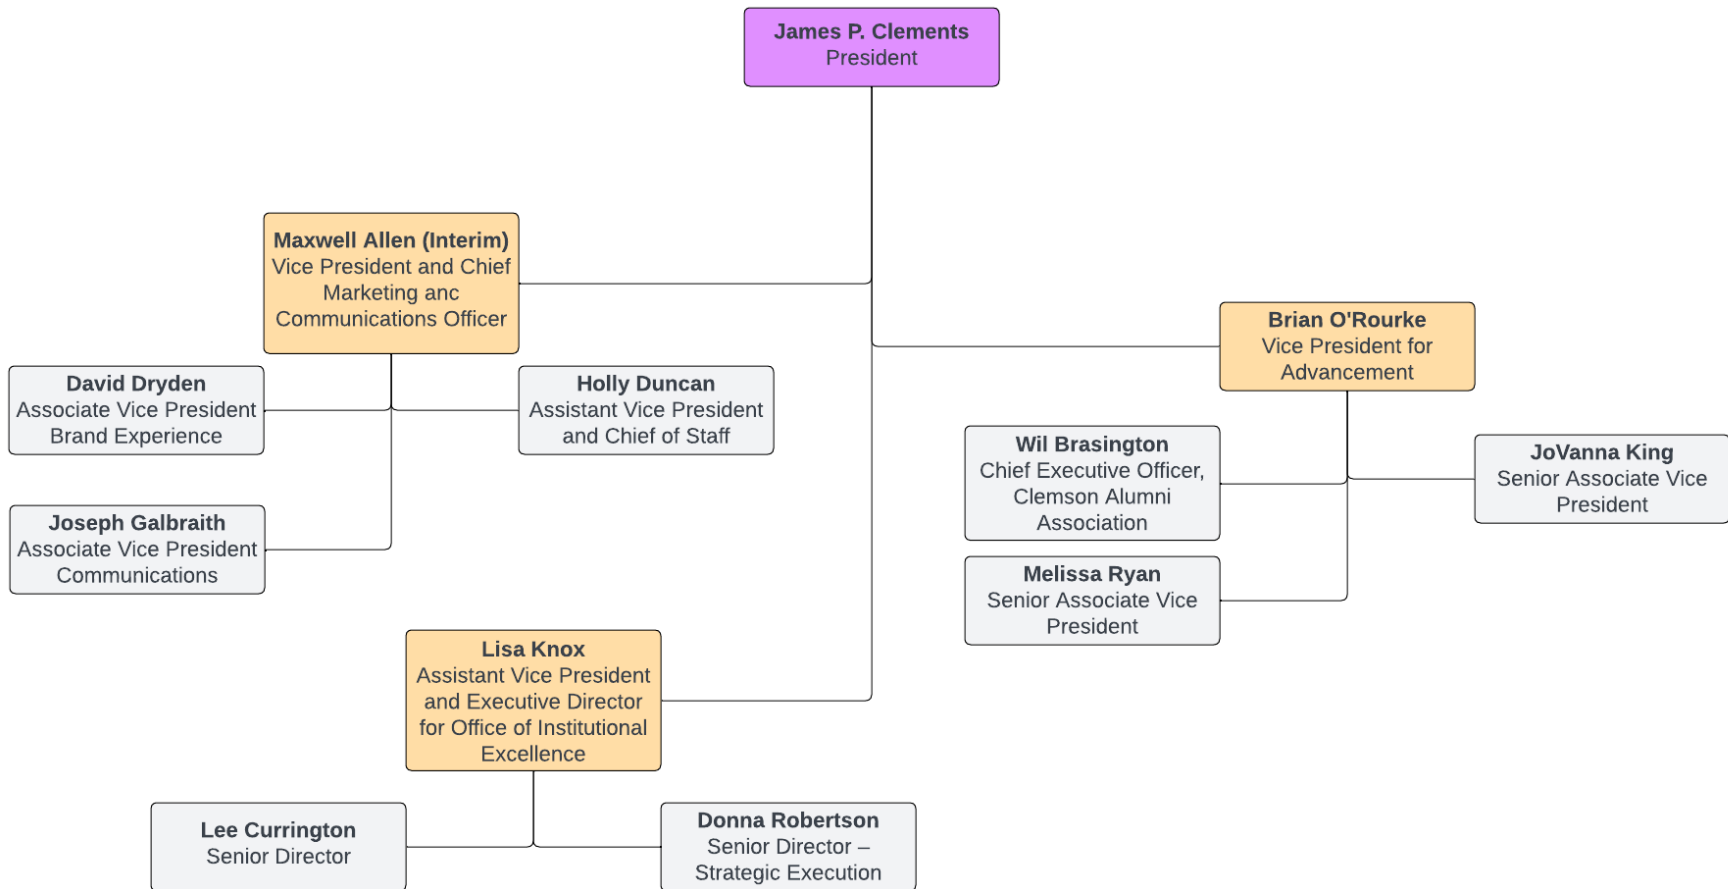 James P. Clements
President
Maxwell Allen (Interim)
Vice President and Chief
Marketing anc
Communications Officer
Brian O'Rourke
Vice President for
Advancement
David Dryden
Associate Vice President
Brand Experience
Holly Duncan
Assistant Vice President
and Chief of Staff
Wil Brasington
Chief Executive Officer,
Clemson Alumni
Association
JoVanna King
Senior Associate Vice
President
Joseph Galbraith
Associate Vice President
Communications
Melissa Ryan
Senior Associate Vice
President
Lisa Knox
Assistant Vice President
and Executive Director
for Office of Institutional
Excellence
Lee Currington
Senior Director
Donna Robertson
Senior Director –
Strategic Execution